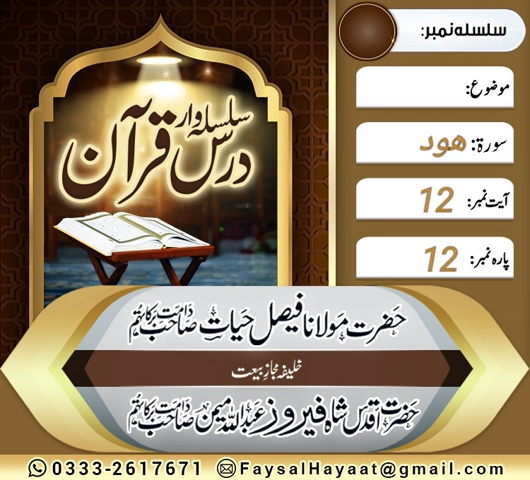 سلسلہ نمبر:
موضوع:
سورۃ: ھود
آیت نمبر: 12
پارہ نمبر: 12
سلسلہ وار
درس قرآن
حضرت مولانا فیصل حیات صاحب دامت برکاتہم
خلیفہ مجاز بیعت
حضرت اقدس شاہ فیروز عبداللہ میمن صاحب دامت برکاتہم
0333-2617671 FaysalHayaat@gmail.com